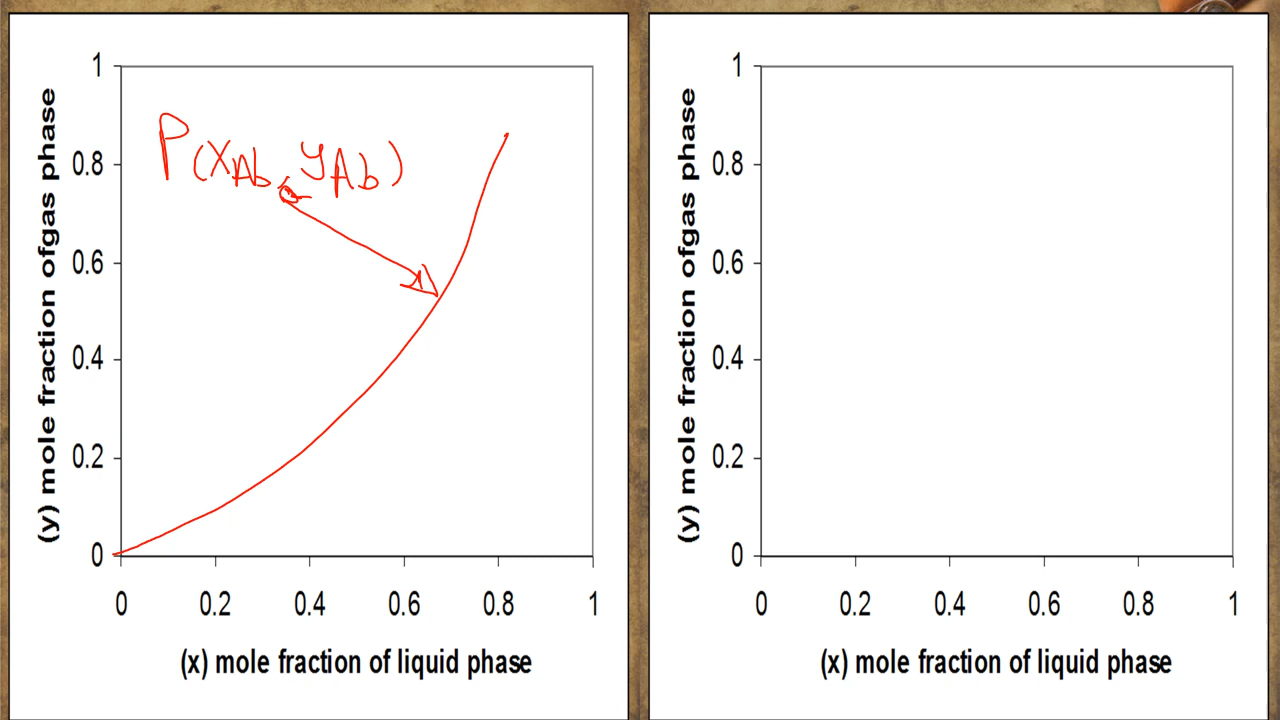 (y) mole fraction ofgas phase
1
0.8
0.6
0.4
0.2
0
P(XAb, yAb)
0 0.2 0.4 0.6 0.8 1
(x) mole fraction of liquid phase
(y) mole fraction ofgas phase
1
0.8
0.6
0.4
0.2
0
0 0.2 0.4 0.6 0.8 1
(x) mole fraction of liquid phase